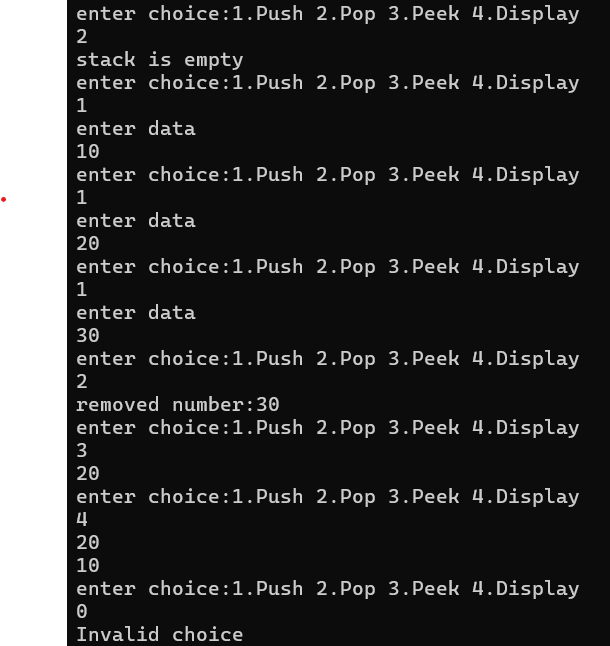 enter choice:1.Push 2.Pop 3.Peek 4.Display
2
stack is empty
enter choice:1.Push 2.Pop 3.Peek 4.Display
1
enter data
10
enter choice:1.Push 2.Pop 3.Peek 4.Display
1
enter data
20
enter choice:1.Push 2.Pop 3.Peek 4.Display
1
enter data
30
enter choice:1.Push 2.Pop 3.Peek 4.Display
2
removed number:30
enter choice:1.Push 2.Pop 3.Peek 4.Display
3
20
enter choice:1.Push 2.Pop 3.Peek 4.Display
4
20
10
enter choice:1.Push 2.Pop 3.Peek 4.Display
0
Invalid choice